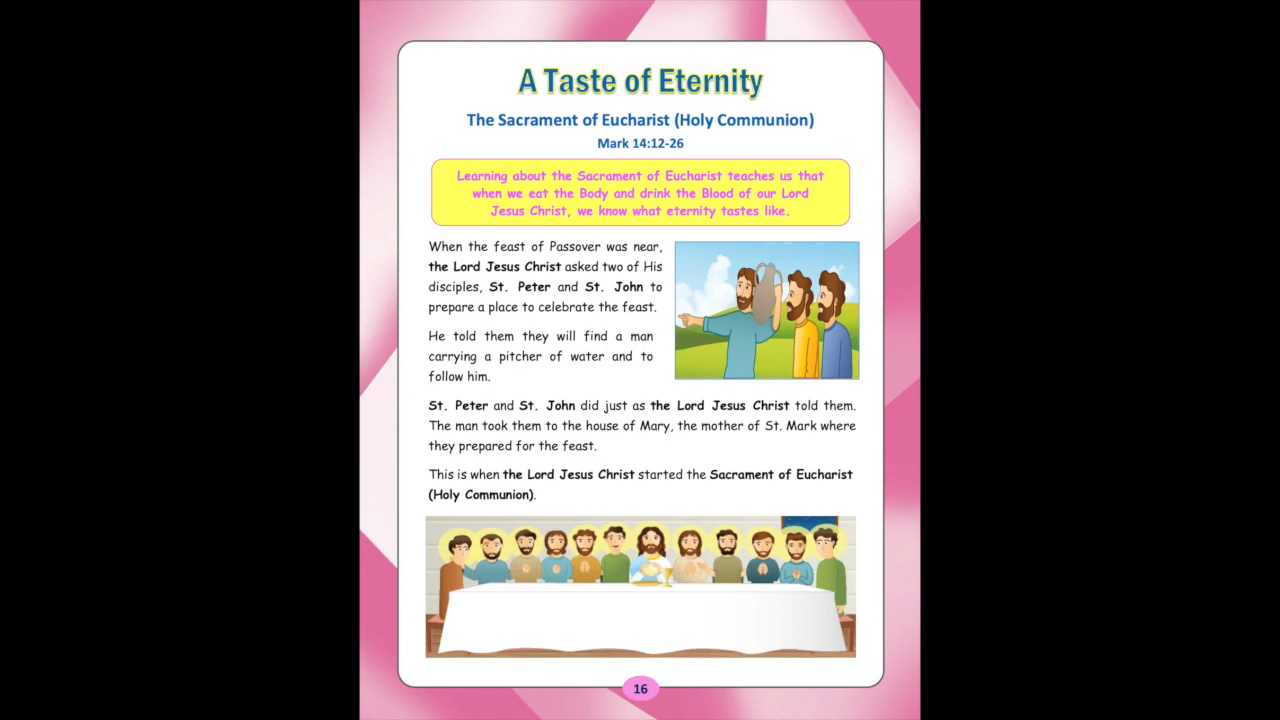 A Taste of Eternity
The Sacrament of Eucharist (Holy Communion)
Mark 14:12-26
Learning about the Sacrament of Eucharist teaches us that
when we eat the Body and drink the Blood of our Lord
Jesus Christ, we know what eternity tastes like.
When the feast of Passover was near,
the Lord Jesus Christ asked two of His
disciples, St. Peter and St. John to
prepare a place to celebrate the feast.
He told them they will find a man
carrying a pitcher of water and to
follow him.
St. Peter and St. John did just as the Lord Jesus Christ told them.
The man took them to the house of Mary, the mother of St. Mark where
they prepared for the feast.
This is when the Lord Jesus Christ started the Sacrament of Eucharist
(Holy Communion).
16